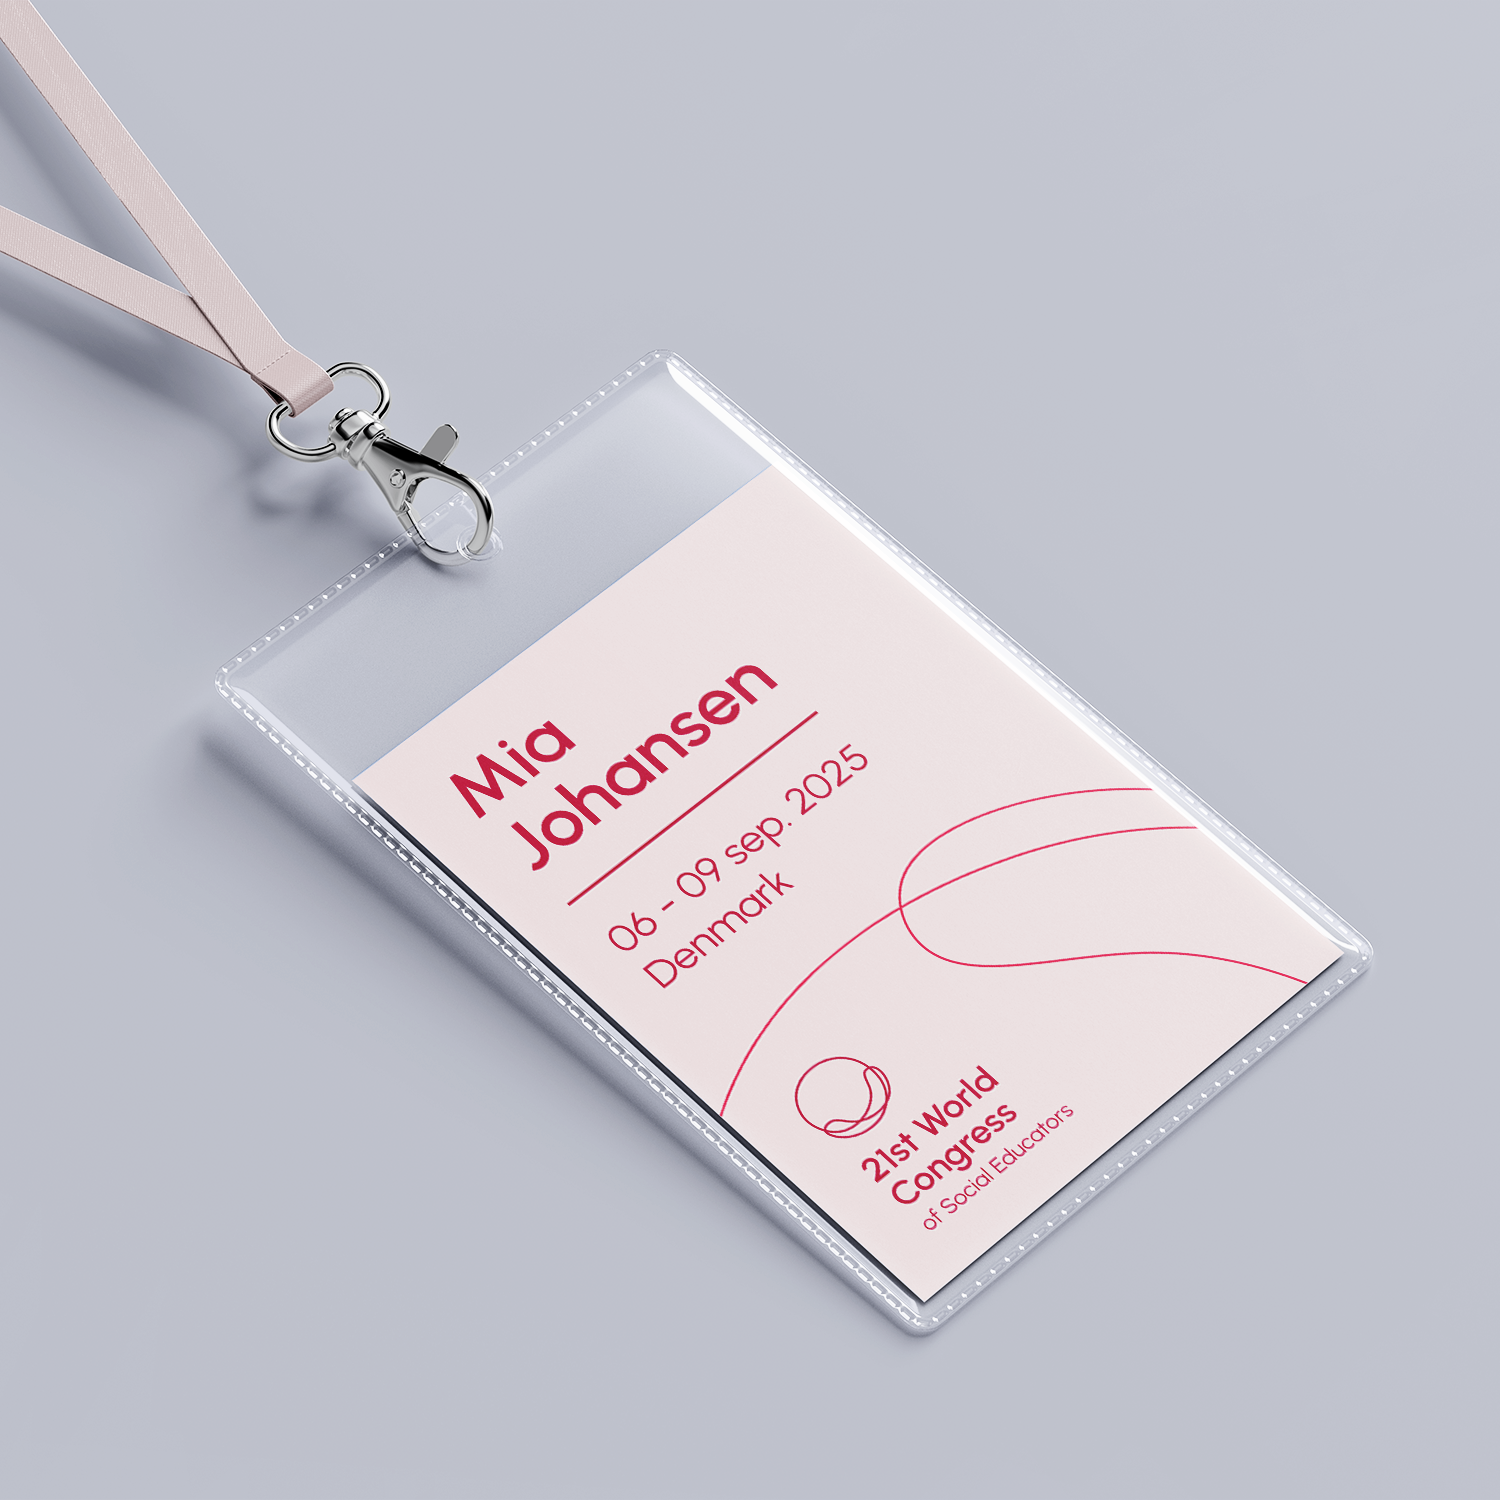 Mia
Johansen
06 - 09 sep. 2025
Denmark
21st World
Congress
of Social Educators